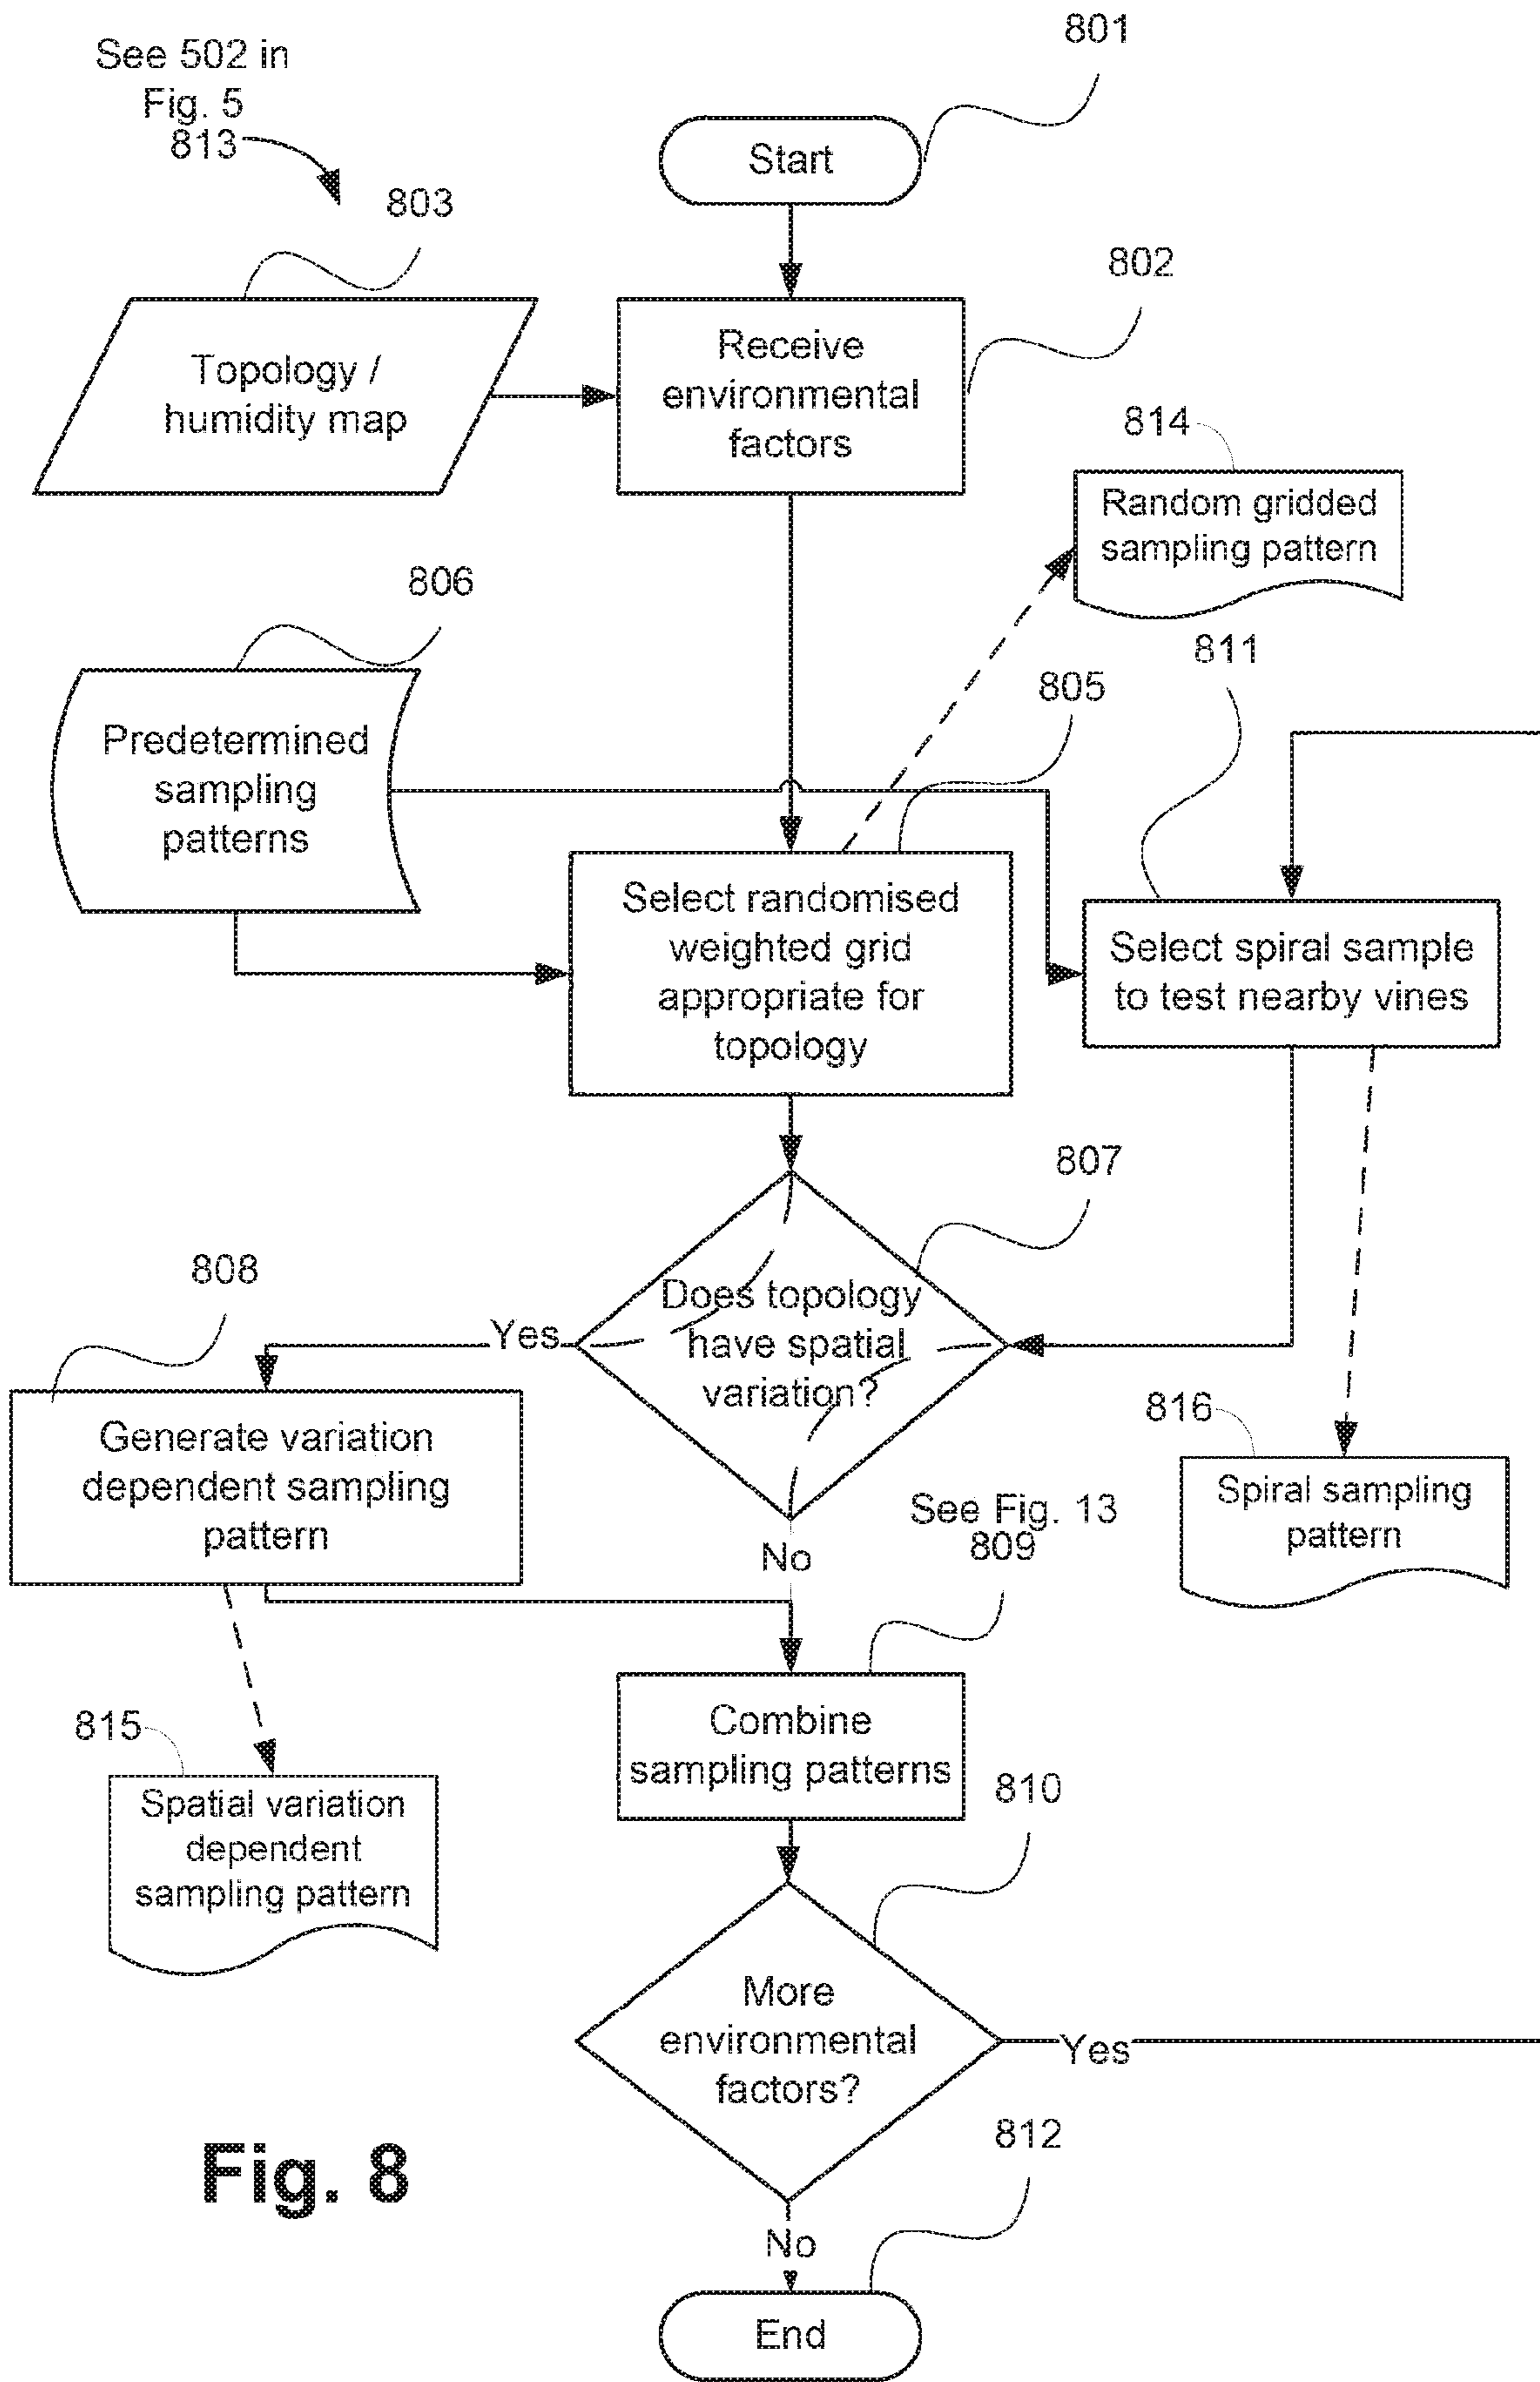 801
See 502 in
Fig. 5
813
Start
803
802
Topology /
humidity map
Receive
environmental
factors
814
Random gridded
sampling pattern
806
811
805
Predetermined
sampling
patterns
Select randomised
weighted grid
appropriate for
topology
Select spiral sample
to test nearby vines
807
808
Does topology
have spatial
variation?
Yes
816
Generate variation
dependent sampling
pattern
Spiral sampling
pattern
See Fig. 13
809
No
815
Combine
sampling patterns
Spatial variation
dependent
sampling pattern
810
More
environmental
factors?
Yes
812
Fig. 8
No
End